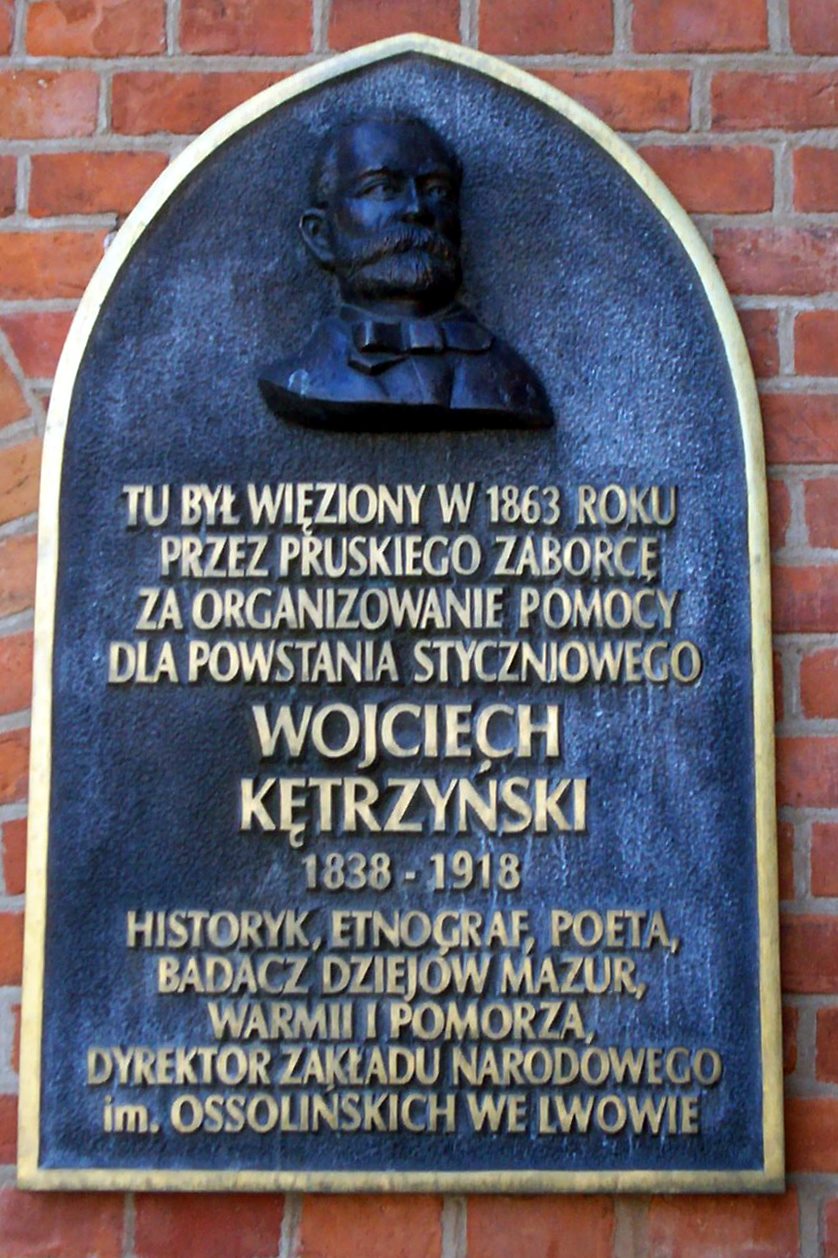 TU BYŁ WIĘZIONY W 1863 ROKU
PRZEZ PRUSKIEGO ZABORCĘ
ZA ORGANIZOWANIE POMOCY
DLA POWSTANIA STYCZNIOWEGO
WOJCIECH
KĘTRZYŃSKI
1838 - 1918
HISTORYK, ETNOGRAF, POETA,
BADACZ DZIEJÓW MAZUR,
WARMII I POMORZA,
DYREKTOR ZAKŁADU NARODOWEGO
im. OSSOLIŃSKICH WE LWOWIE